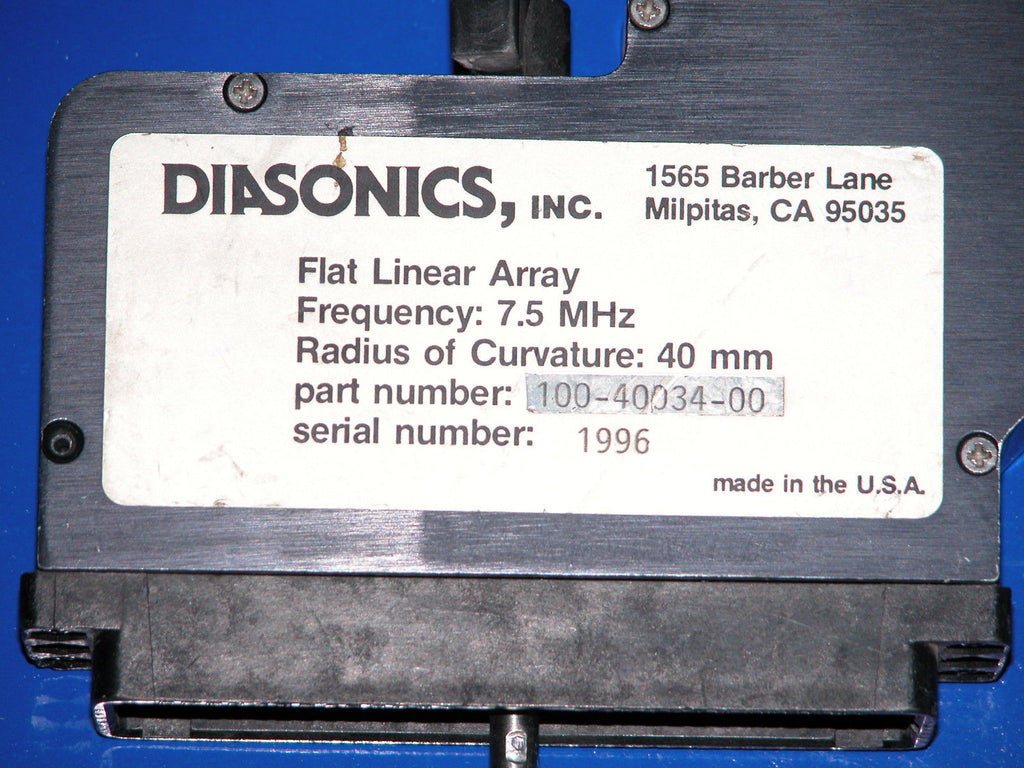 DIASONICS, INC.
1565 Barber Lane
Milpitas, CA 95035
Flat Linear Array
Frequency: 7.5 MHz
Radius of Curvature: 40 mm
part number: 100-40034-00
serial number: 1996
made in the U.S.A.